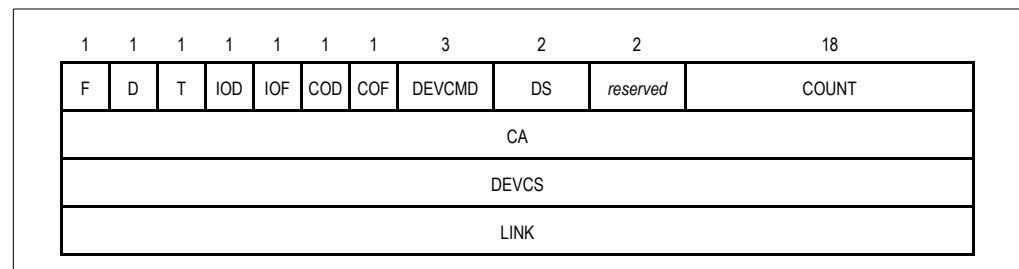 1 1 1 1 1 1 1 3 2 2 18
F D T IOD IOF COD COF DEVCMD DS reserved COUNT
CA
DEVCS
LINK